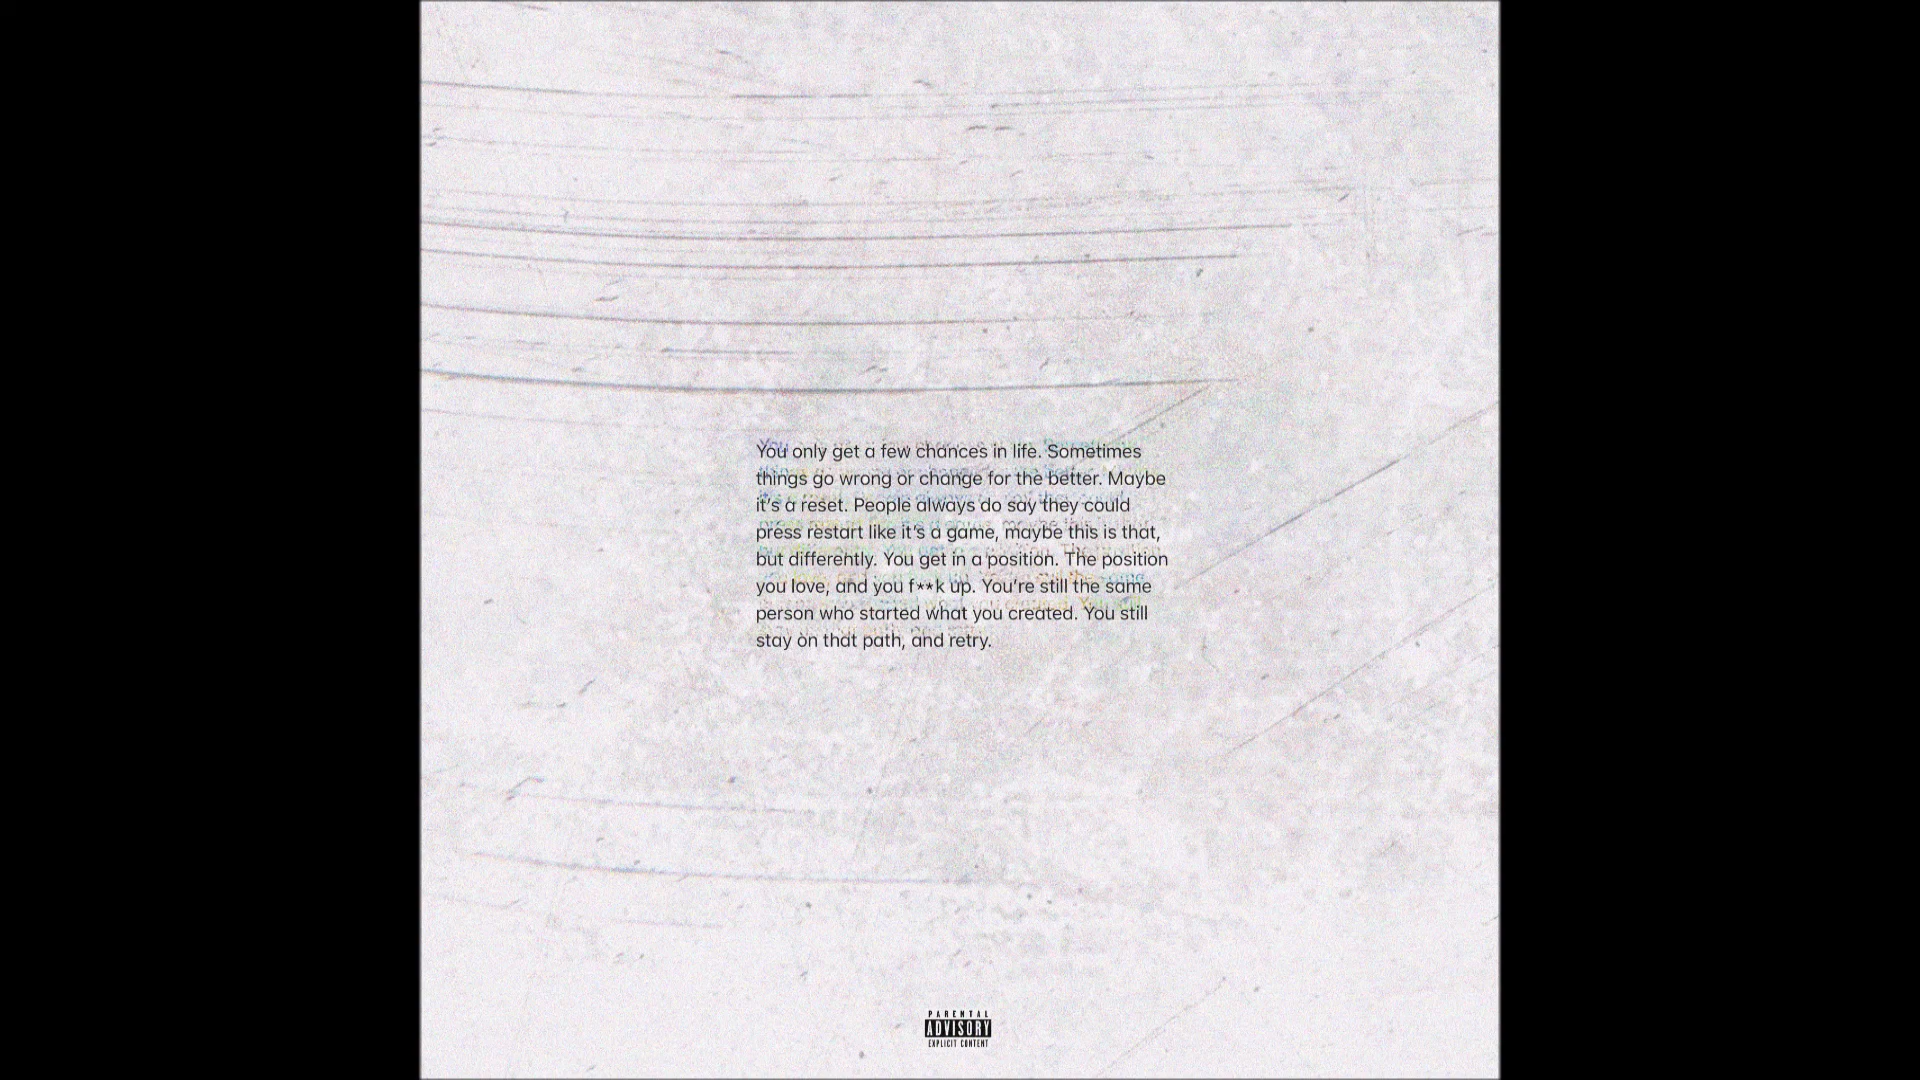 You only get a few chances in life. Sometimes
things go wrong or change for the better. Maybe
it's a reset. People always do say they could
press restart like it's a game, maybe this is that,
but differently. You get in a position. The position
you love, and you f**k up. You're still the same
person who started what you created. You still
stay on that path, and retry.
PARENTAL
ADVISORY
EXPLICIT CONTENT